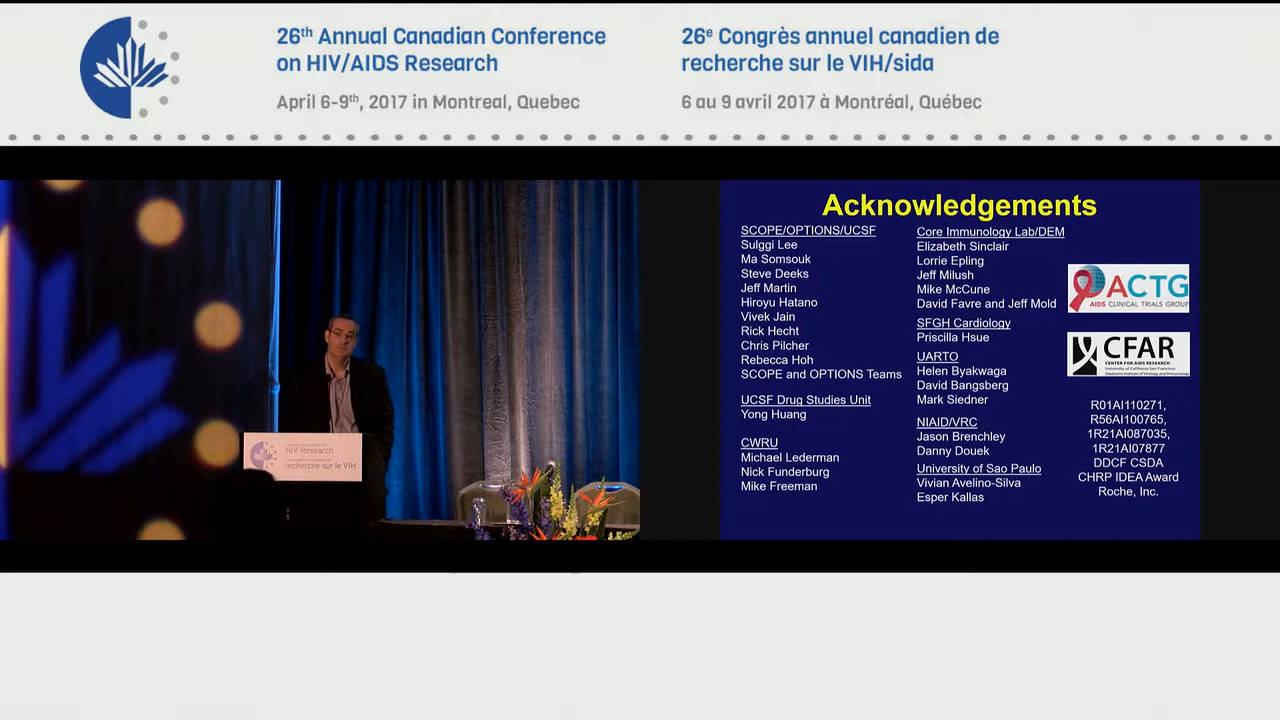 26th Annual Canadian Conference
on HIV/AIDS Research
April 6-9th, 2017 in Montreal, Quebec
26e Congrès annuel canadien de
recherche sur le VIH/sida
6 au 9 avril 2017 à Montréal, Québec
HIV Research
recherche sur le VIH
Acknowledgements
SCOPE/OPTIONS/UCSF
Sulggi Lee
Ma Somsouk
Steve Deeks
Jeff Martin
Hiroyu Hatano
Vivek Jain
Rick Hecht
Chris Pilcher
Rebecca Hoh
SCOPE and OPTIONS Teams
UCSF Drug Studies Unit
Yong Huang
CWRU
Michael Lederman
Nick Funderburg
Mike Freeman
Core Immunology Lab/DEM
Elizabeth Sinclair
Lorrie Epling
Jeff Milush
Mike McCune
David Favre and Jeff Mold
SFGH Cardiology
Priscilla Hsue
UARTO
Helen Byakwaga
David Bangsberg
Mark Siedner
NIAID/VRC
Jason Brenchley
Danny Douek
University of Sao Paulo
Vivian Avelino-Silva
Esper Kallas
ACTG
AIDS CLINICAL TRIALS GROUP
CFAR
CENTER FOR AIDS RESEARCH
University of California San Francisco
R01AI110271,
R56AI100765,
1R21AI087035,
1R21AI07877
DDCF CSDA
CHRP IDEA Award
Roche, Inc.